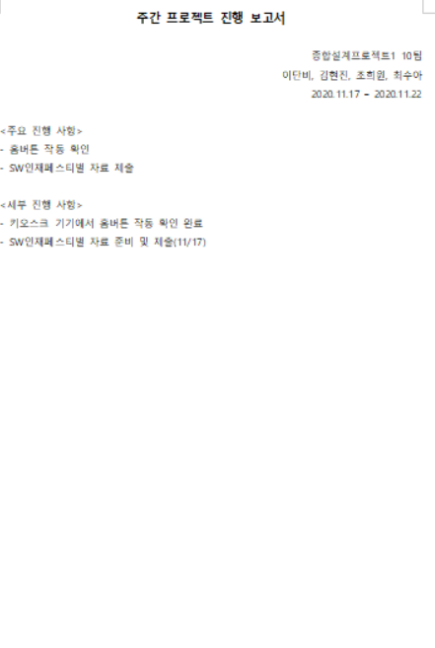 주간 프로젝트 진행 보고서
종합설계프로젝트1 10팀
이단비, 김현진, 조희원, 최수아
2020.11.17 - 2020.11.22
<주요 진행 사항>
- 홈버튼 작동 확인
- SW인재페스티벌 자료 제출
<세부 진행 사항>
- 키오스크 기기에서 홈버튼 작동 확인 완료
- SW인재페스티벌 자료 준비 및 제출(11/17)